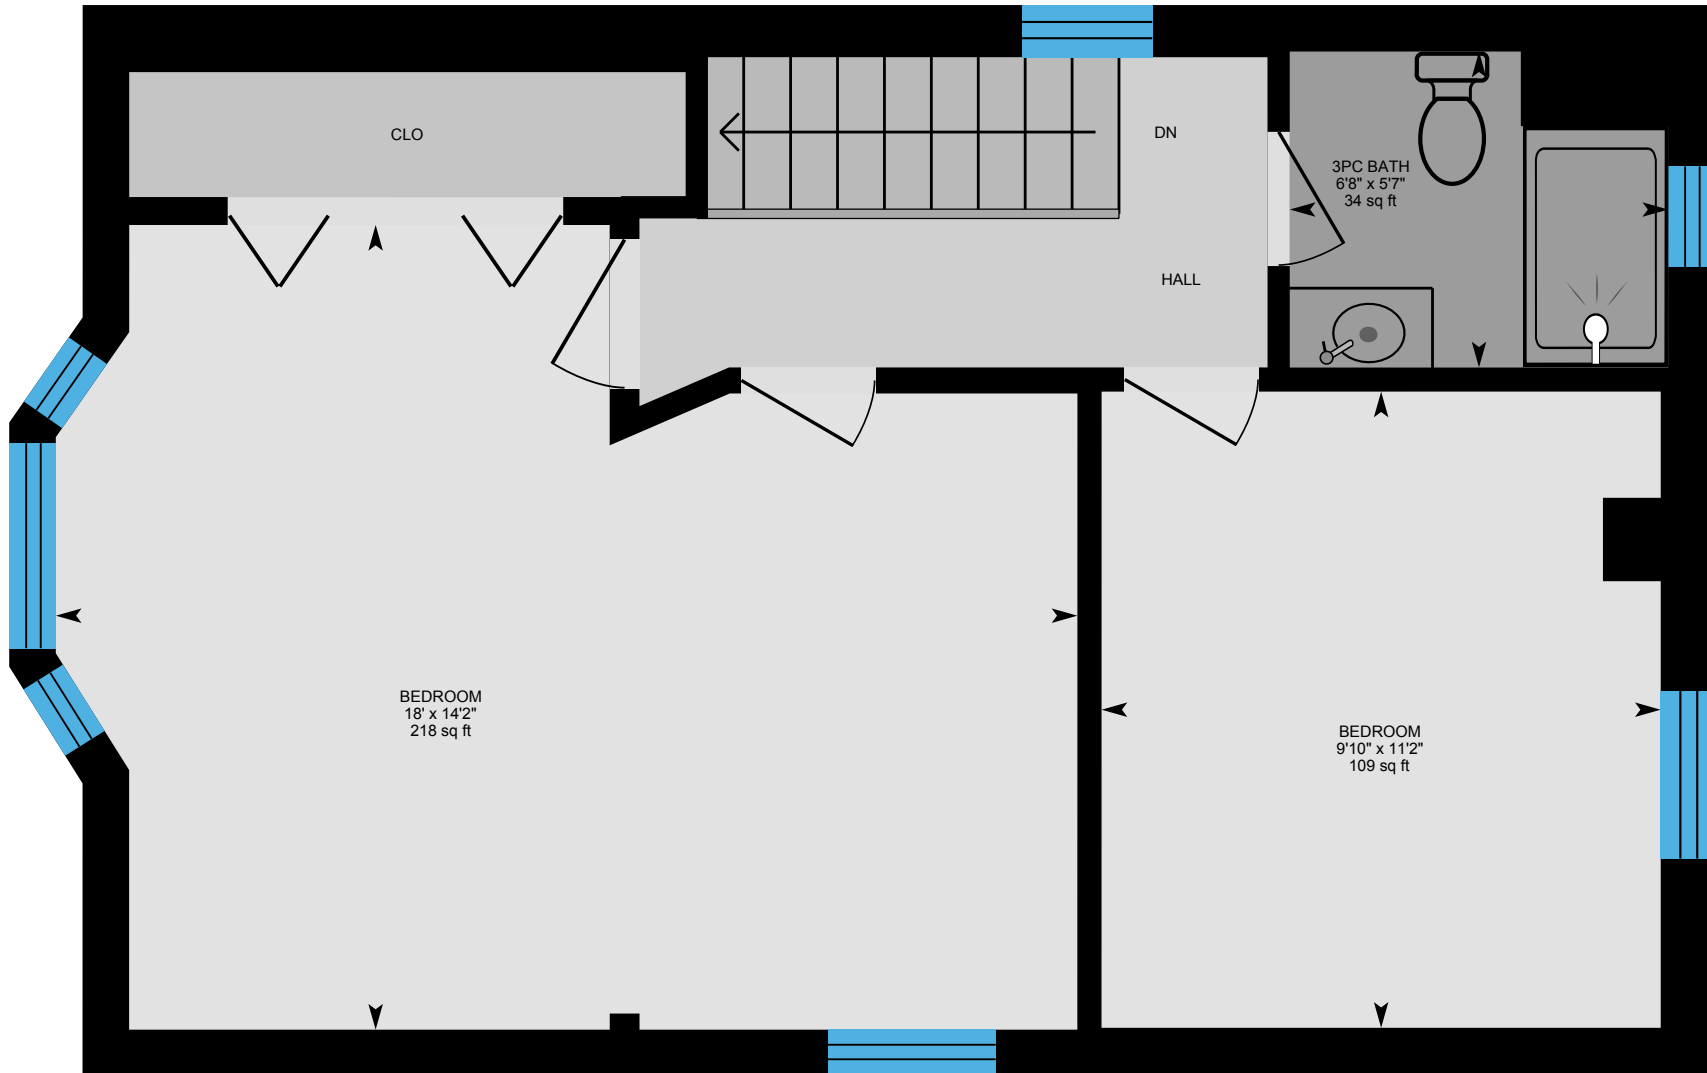 CLO
DN
3PC BATH
6'8" x 5'7"
34 sq ft
HALL
BEDROOM
18' x 14'2"
218 sq ft
BEDROOM
9'10" x 11'2"
109 sq ft